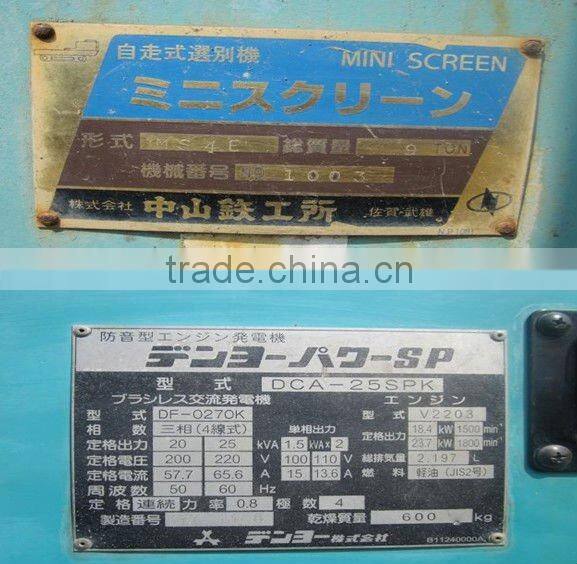 自走式選別機 MINI SCREEN
ミニスクリーン
形式 MS4E 総質量 9 TON
機械番号 NO 1003
株式会社 中山鉄工所 佐賀・武雄
trade.china.cn
防音型エンジン発電機
デンヨーパワーSP
型式 DCA-25SPK
ブラシレス交流発電機 エンジン
型式 DF-0270K 型式 V2203
相数 三相(4線式) 単相出力 定格出力 18.4 kW 1500 min⁻¹
定格出力 20 25 kVA 1.5 kVA× 2 23.7 kW 1800 min⁻¹
定格電圧 200 220 V 100 110 V 総排気量 2.197 L
定格電流 57.7 65.6 A 15 13.6 A 燃料 軽油(JIS2号)
周波数 50 60 Hz
定格 連続 力率 0.8 極数 4
製造番号 乾燥質量 600 kg
デンヨー株式会社 B11240000A